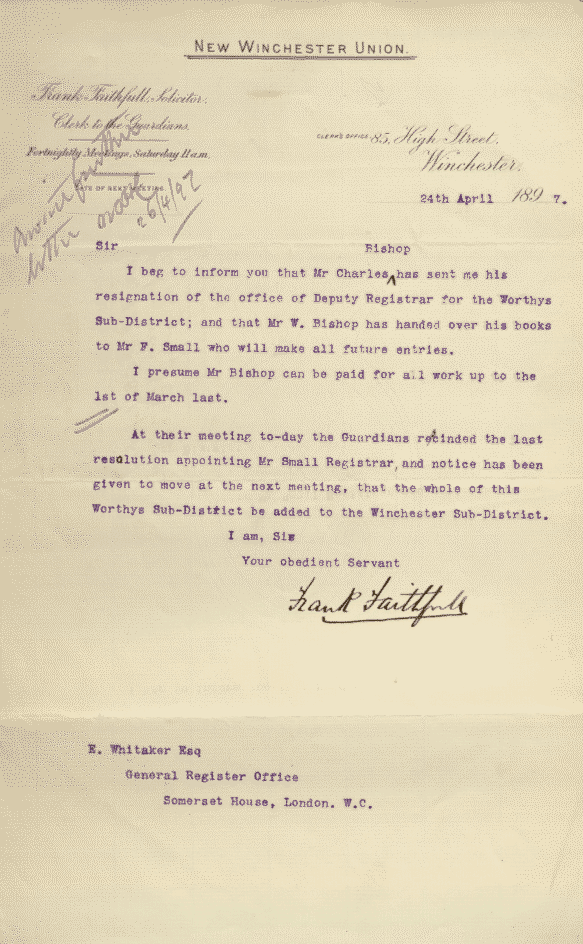 NEW WINCHESTER UNION.
Frank Faithfull, Solicitor.
Clerk to the Guardians.
Fortnightly Meetings, Saturday 11 a.m.
DATE OF NEXT MEETING.
26/4/97
CLERK'S OFFICE, 85, High Street,
Winchester.
24th April 1897.
Sir
Bishop
I beg to inform you that Mr Charles ‸ has sent me his
resignation of the office of Deputy Registrar for the Worthys
Sub-District; and that Mr W. Bishop has handed over his books
to Mr F. Small who will make all future entries.
I presume Mr Bishop can be paid for all work up to the
1st of March last.
At their meeting to-day the Guardians recinded the last
resolution appointing Mr Small Registrar, and notice has been
given to move at the next meeting, that the whole of this
Worthys Sub-District be added to the Winchester Sub-District.
I am, Sir
Your obedient Servant
Frank Faithfull
E. Whitaker Esq
General Register Office
Somerset House, London. W.C.